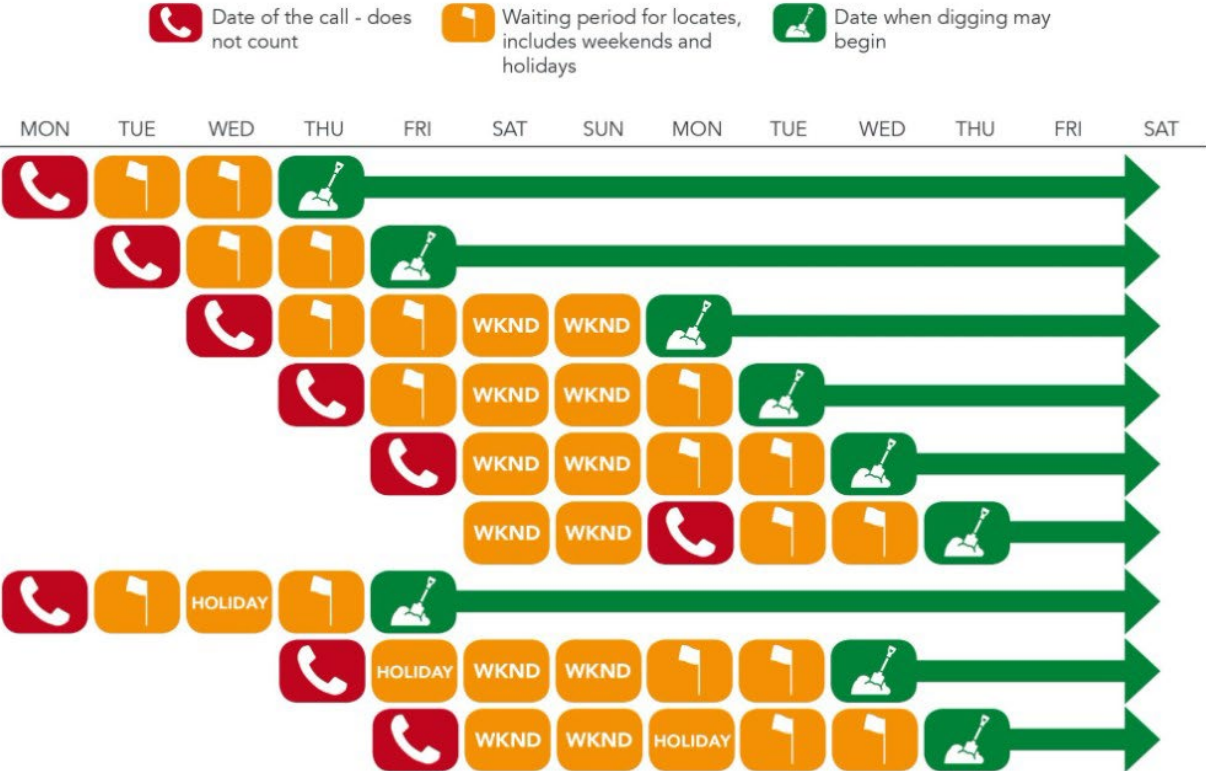 Date of the call - does
not count
Waiting period for locates,
includes weekends and
holidays
Date when digging may
begin
MON TUE WED THU FRI SAT SUN MON TUE WED THU FRI SAT
WKND WKND
WKND WKND
WKND WKND
WKND WKND
HOLIDAY
HOLIDAY WKND WKND
WKND WKND HOLIDAY